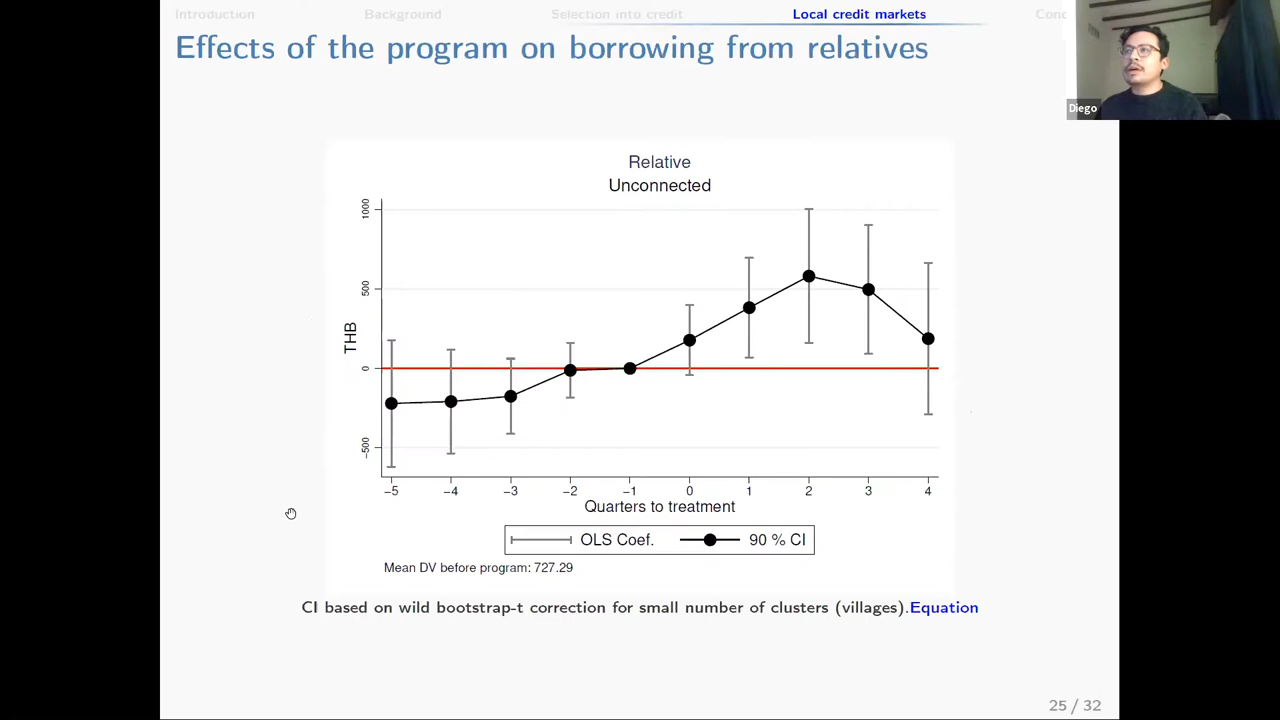 Introduction Background Selection into credit Local credit markets Conc
Effects of the program on borrowing from relatives
Diego
Relative
Unconnected
1000
500
0
−500
THB
−5 −4 −3 −2 −1 0 1 2 3 4
Quarters to treatment
OLS Coef. 90 % CI
Mean DV before program: 727.29
CI based on wild bootstrap-t correction for small number of clusters (villages).Equation
25 / 32